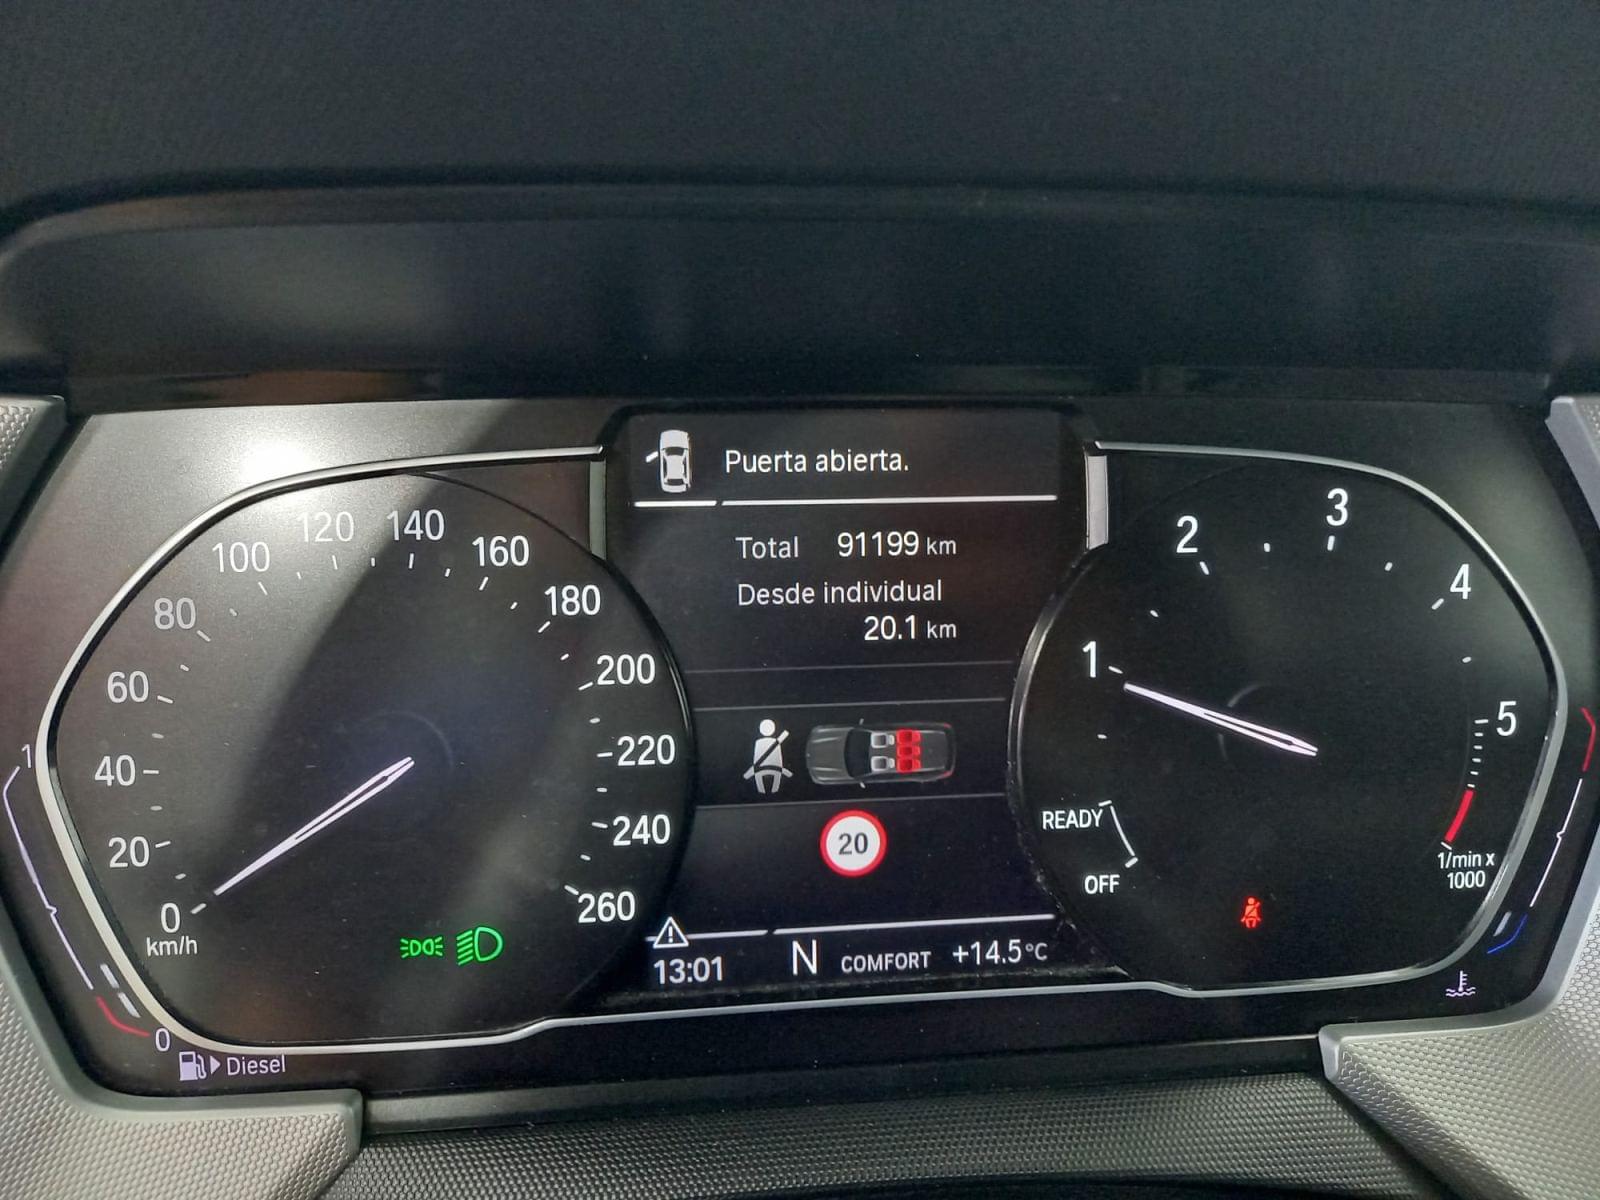 Puerta abierta.
Total 91199 km
Desde individual
20.1 km
20
13:01 N COMFORT +14.5°C
0
20
40
60
80
100
120
140
160
180
200
220
240
260
km/h
1
0
Diesel
1
2
3
4
5
1/min x
1000
READY
OFF